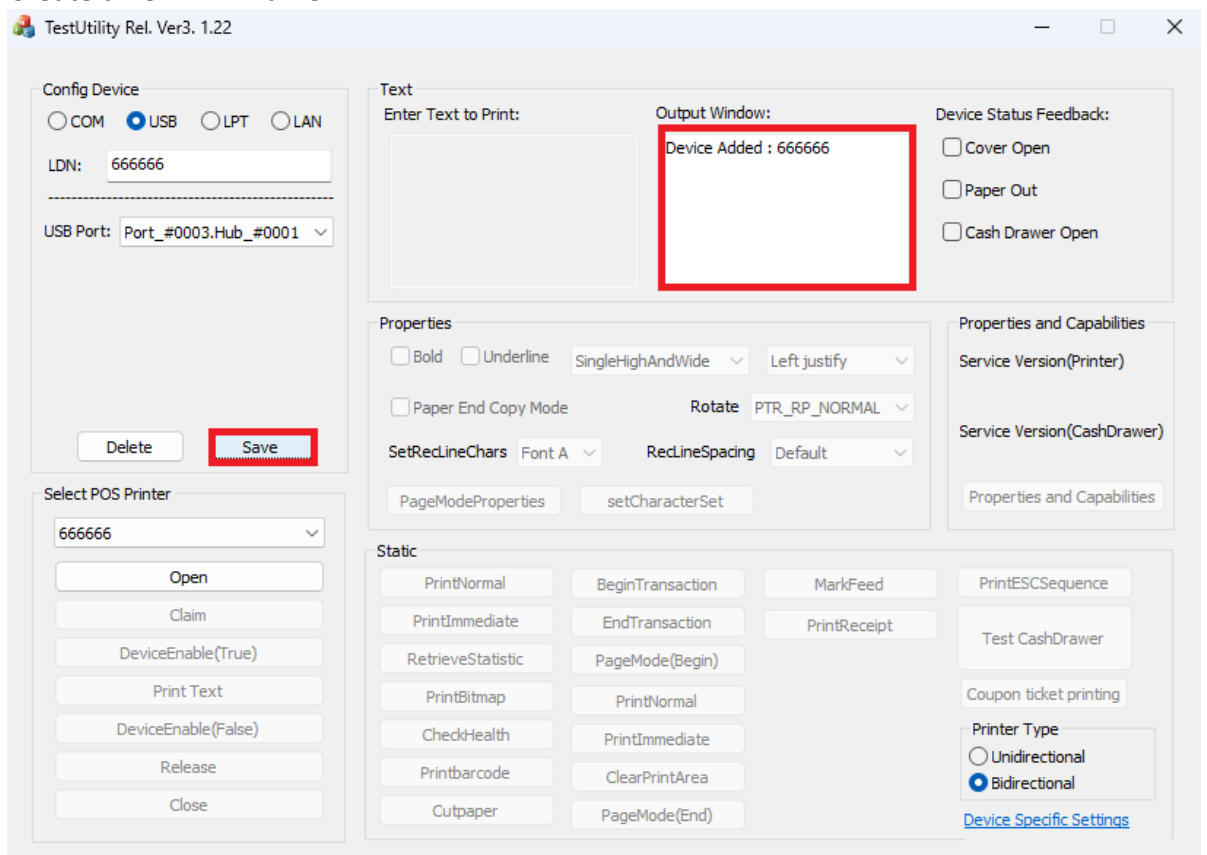 TestUtility Rel. Ver3. 1.22
Config Device
COM USB LPT LAN
LDN: 666666
USB Port: Port_#0003.Hub_#0001
Delete Save
Select POS Printer
666666
Open
Claim
DeviceEnable(True)
Print Text
DeviceEnable(False)
Release
Close
Text
Enter Text to Print:
Output Window:
Device Added : 666666
Device Status Feedback:
Cover Open
Paper Out
Cash Drawer Open
Properties
Bold Underline SingleHighAndWide Left justify
Paper End Copy Mode Rotate PTR_RP_NORMAL
SetRecLineChars Font A RecLineSpacing Default
PageModeProperties setCharacterSet
Properties and Capabilities
Service Version(Printer)
Service Version(CashDrawer)
Properties and Capabilities
Static
PrintNormal BeginTransaction MarkFeed PrintESCSequence
PrintImmediate EndTransaction PrintReceipt
Test CashDrawer
RetrieveStatistic PageMode(Begin)
PrintBitmap PrintNormal Coupon ticket printing
CheckHealth PrintImmediate
Printbarcode ClearPrintArea
Cutpaper PageMode(End)
Printer Type
Unidirectional
Bidirectional
Device Specific Settings